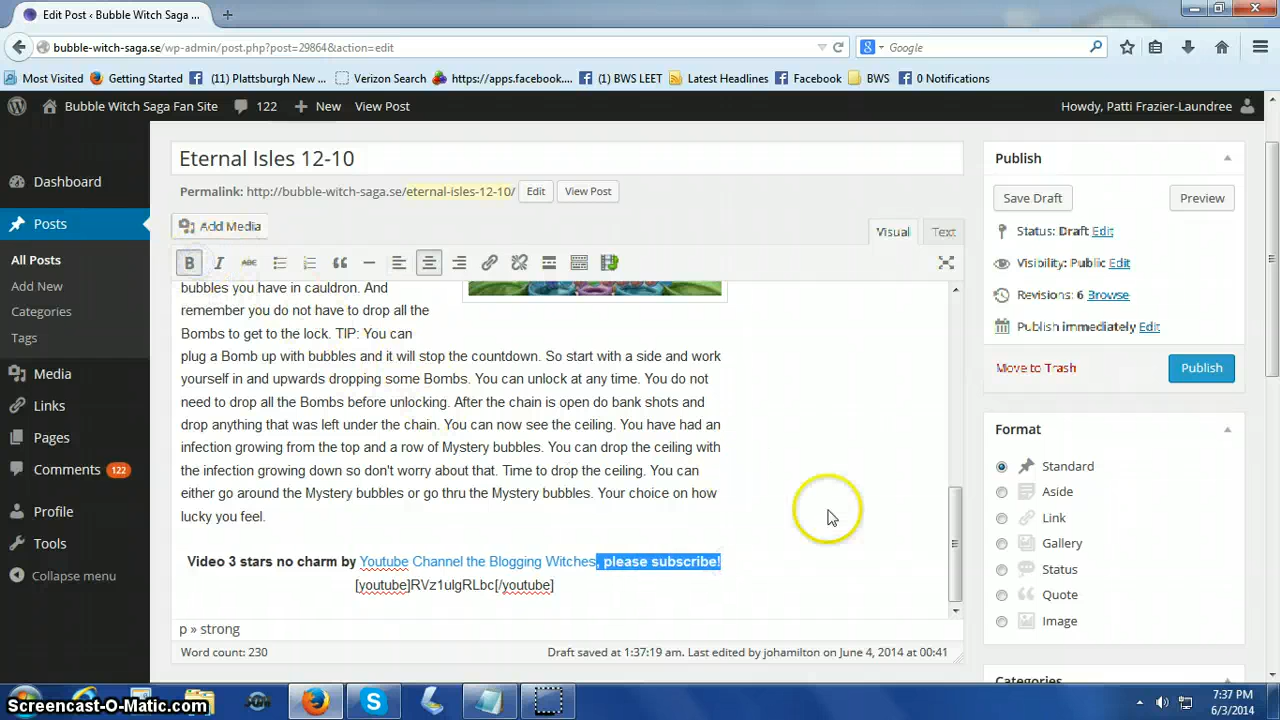 Edit Post ‹ Bubble Witch Saga ...
bubble-witch-saga.se/wp-admin/post.php?post=29864&action=edit
Google
Most Visited Getting Started (11) Plattsburgh New ... Verizon Search https://apps.facebook.... (1) BWS LEET Latest Headlines Facebook BWS 0 Notifications
Bubble Witch Saga Fan Site 122 New View Post Howdy, Patti Frazier-Laundree
Dashboard
Posts
All Posts
Add New
Categories
Tags
Media
Links
Pages
Comments 122
Profile
Tools
Collapse menu
Eternal Isles 12-10
Permalink: http://bubble-witch-saga.se/eternal-isles-12-10/ Edit View Post
Add Media
Visual Text
B I ABC
bubbles you have in cauldron. And
remember you do not have to drop all the
Bombs to get to the lock. TIP: You can
plug a Bomb up with bubbles and it will stop the countdown. So start with a side and work
yourself in and upwards dropping some Bombs. You can unlock at any time. You do not
need to drop all the Bombs before unlocking. After the chain is open do bank shots and
drop anything that was left under the chain. You can now see the ceiling. You have had an
infection growing from the top and a row of Mystery bubbles. You can drop the ceiling with
the infection growing down so don't worry about that. Time to drop the ceiling. You can
either go around the Mystery bubbles or go thru the Mystery bubbles. Your choice on how
lucky you feel.
Video 3 stars no charm by Youtube Channel the Blogging Witches, please subscribe!
[youtube]RVz1ulgRLbc[/youtube]
p » strong
Word count: 230 Draft saved at 1:37:19 am. Last edited by johamilton on June 4, 2014 at 00:41
Publish
Save Draft Preview
Status: Draft Edit
Visibility: Public Edit
Revisions: 6 Browse
Publish immediately Edit
Move to Trash Publish
Format
Standard
Aside
Link
Gallery
Status
Quote
Image
Categories
Screencast-O-Matic.com
7:37 PM
6/3/2014